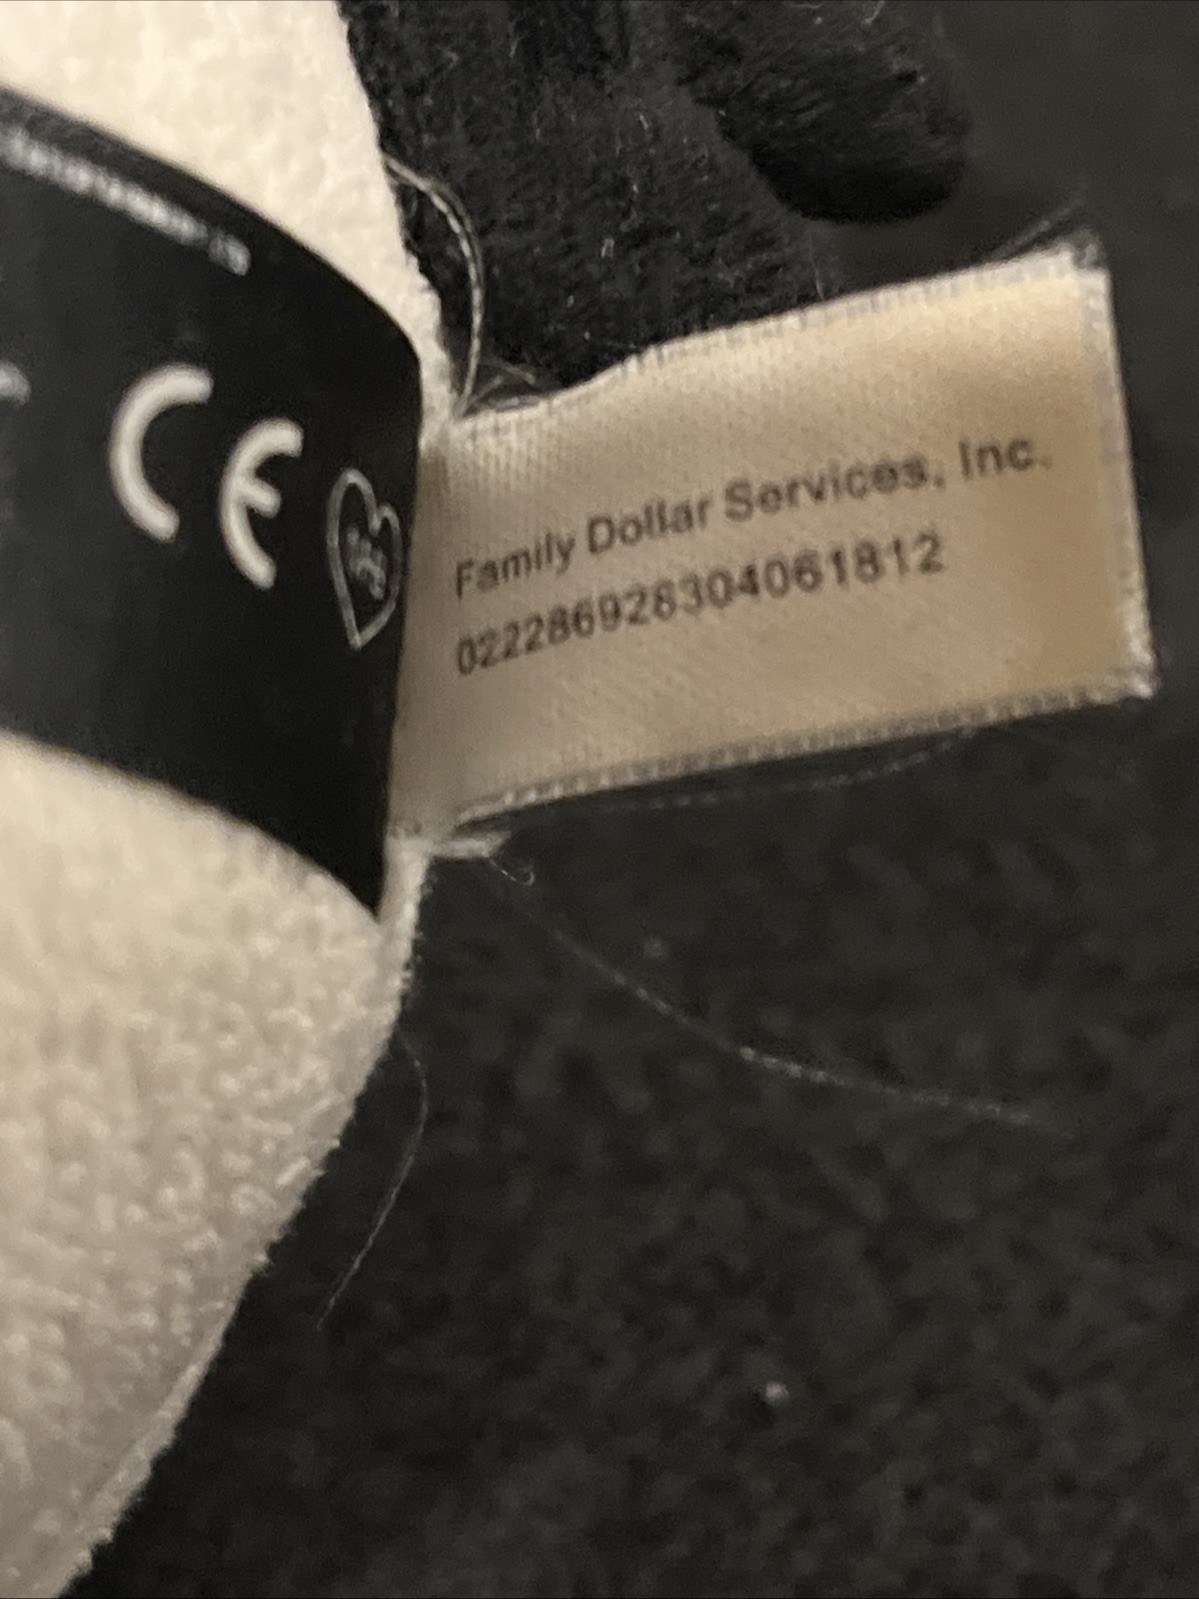 CE
Family Dollar Services, Inc.
022286928304061812